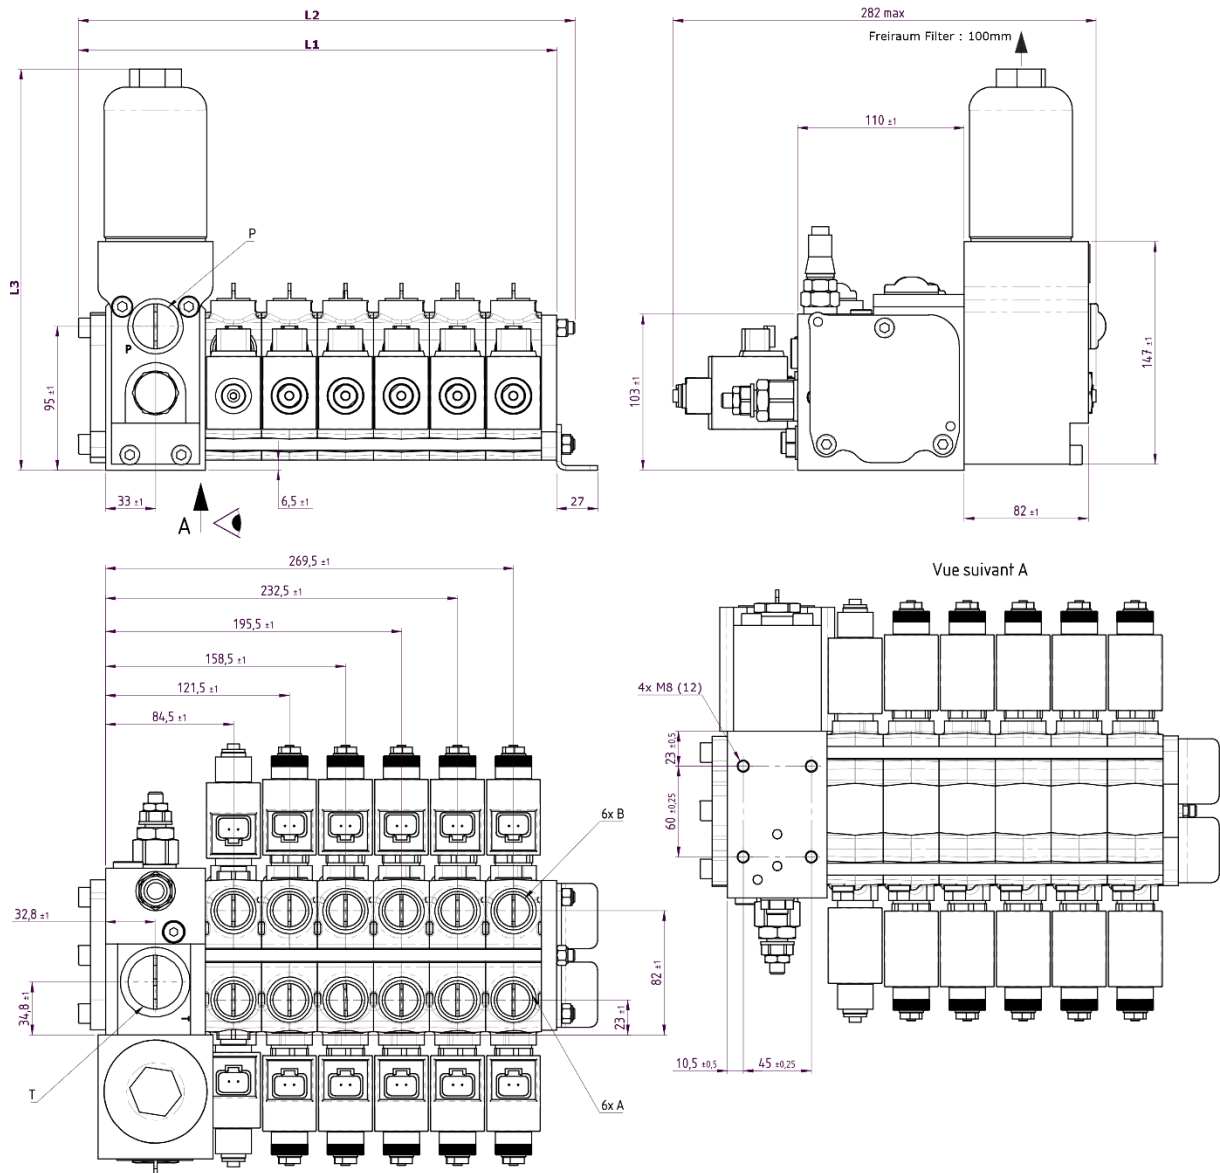 L2
L1
L3
P
P
95 ±1
33 ±1
6,5 ±1
27
A
282 max
Freiraum Filter : 100mm
110 ±1
103 ±1
147 ±1
82 ±1
269,5 ±1
232,5 ±1
195,5 ±1
158,5 ±1
121,5 ±1
84,5 ±1
6x B
32,8 ±1
34,8 ±1
82 ±1
23 ±1
T
T
6x A
Vue suivant A
4x M8 (12)
23 ±0,5
60 ±0,25
10,5 ±0,5
45 ±0,25